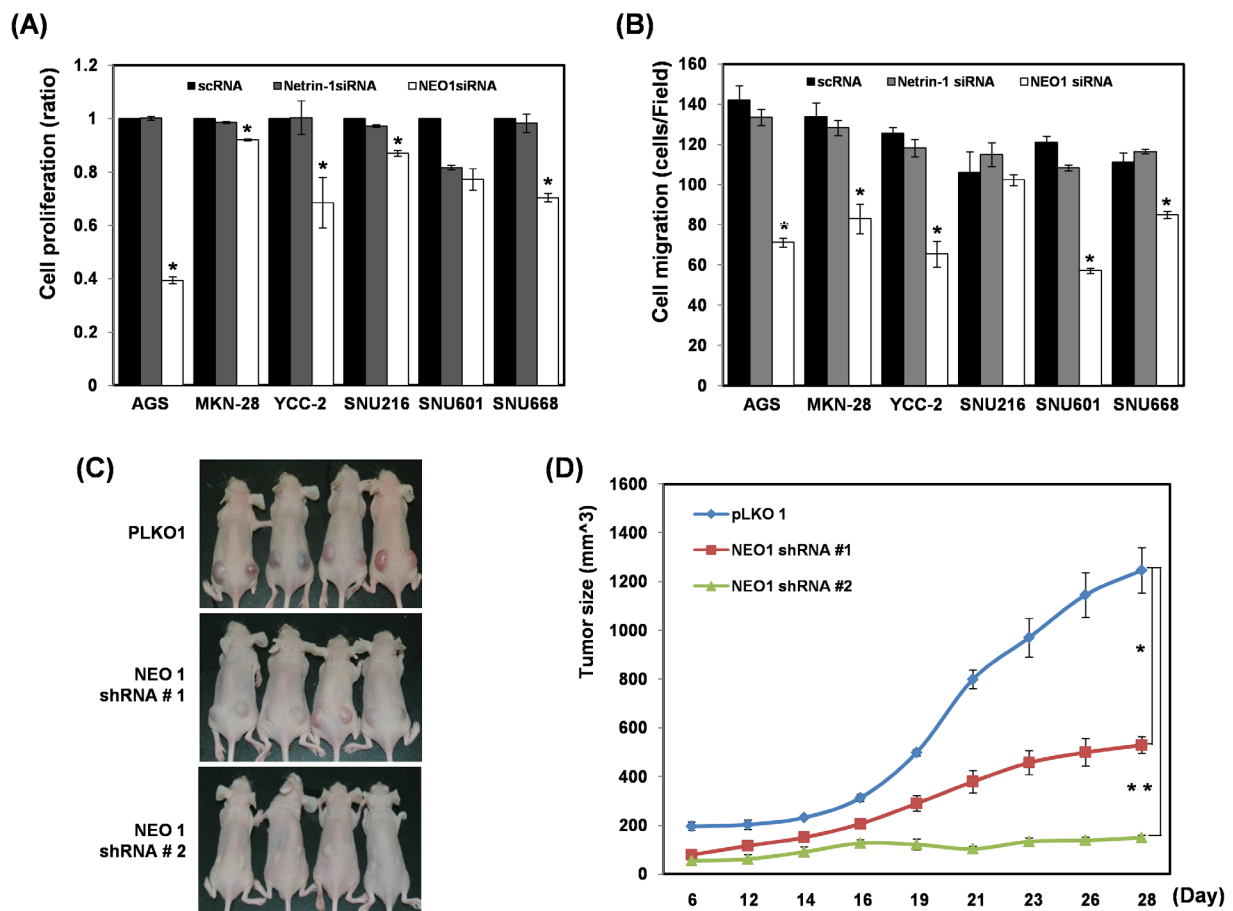 (A)
Cell proliferation (ratio)
1.2
1
0.8
0.6
0.4
0.2
0
scRNA
Netrin-1siRNA
NEO1siRNA
*
*
*
*
*
AGS
MKN-28
YCC-2
SNU216
SNU601
SNU668
(B)
Cell migration (cells/Field)
160
140
120
100
80
60
40
20
0
scRNA
Netrin-1 siRNA
NEO1 siRNA
*
*
*
*
*
AGS
MKN-28
YCC-2
SNU216
SNU601
SNU668
(C)
PLKO1
NEO 1
shRNA # 1
NEO 1
shRNA # 2
(D)
Tumor size (mm^3)
1600
1400
1200
1000
800
600
400
200
0
pLKO 1
NEO1 shRNA #1
NEO1 shRNA #2
*
* *
6 12 14 16 19 21 23 26 28 (Day)